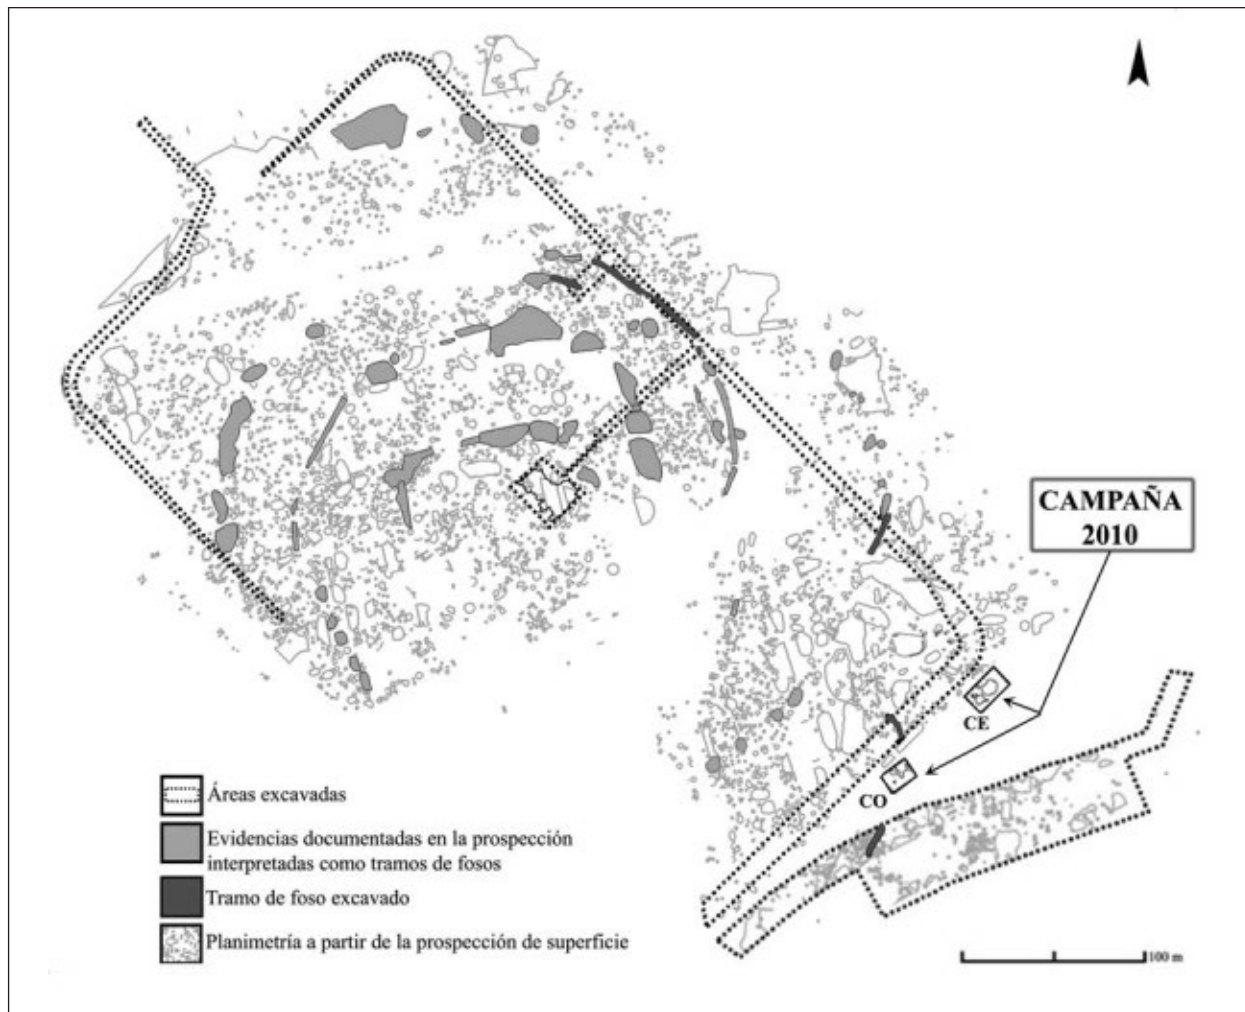 CAMPAÑA
2010
CE
CO
Áreas excavadas
Evidencias documentadas en la prospección
interpretadas como tramos de fosos
Tramo de foso excavado
Planimetría a partir de la prospección de superficie
100 m